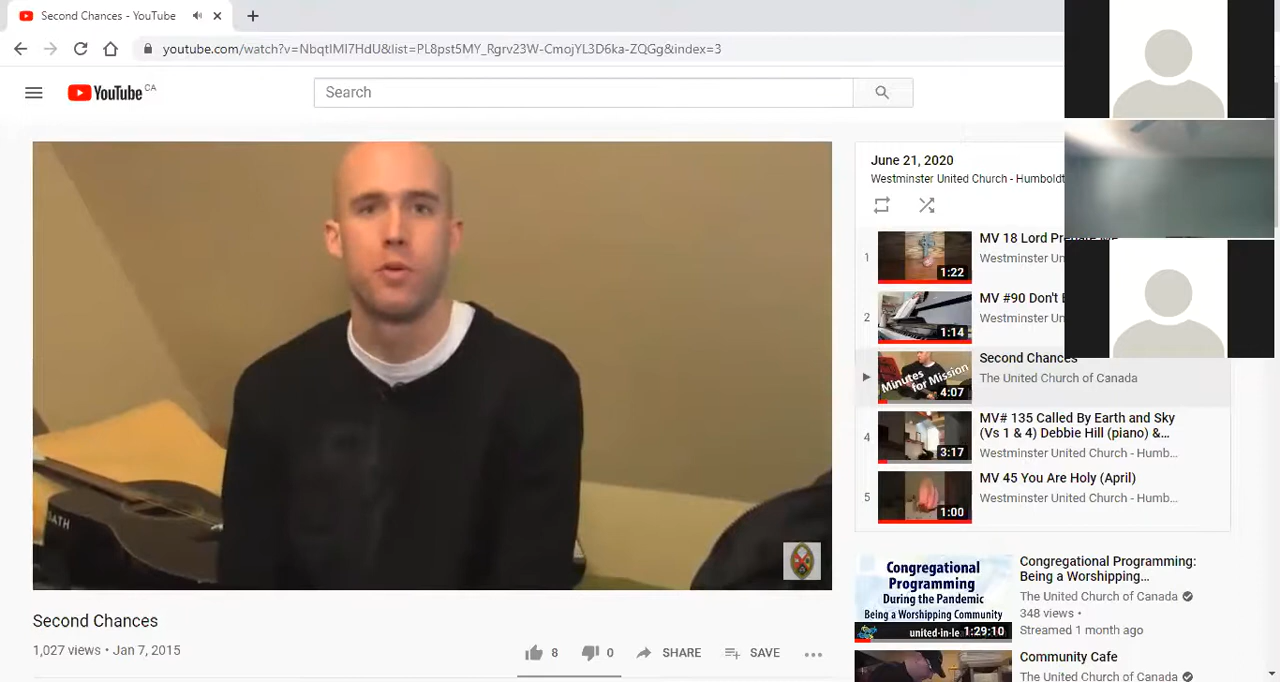 Second Chances - YouTube
youtube.com/watch?v=NbqtIMI7HdU&list=PL8pst5MY_Rgrv23W-CmojYL3D6ka-ZQGg&index=3
YouTube CA
Search
June 21, 2020
Westminster United Church - Humboldt
1
MV 18 Lord
Westminster
1:22
2
MV #90 Don't
Westminster
1:14
Second Chances
The United Church of Canada
Minutes
for Mission
4:07
4
MV# 135 Called By Earth and Sky
(Vs 1 & 4) Debbie Hill (piano) &...
Westminster United Church - Humb...
3:17
5
MV 45 You Are Holy (April)
Westminster United Church - Humb...
1:00
Second Chances
1,027 views • Jan 7, 2015
8
0
SHARE
SAVE
Congregational
Programming
During the Pandemic
Being a Worshipping Community
united-in-le
1:29:10
Congregational Programming:
Being a Worshipping...
The United Church of Canada
348 views •
Streamed 1 month ago
Community Cafe
The United Church of Canada